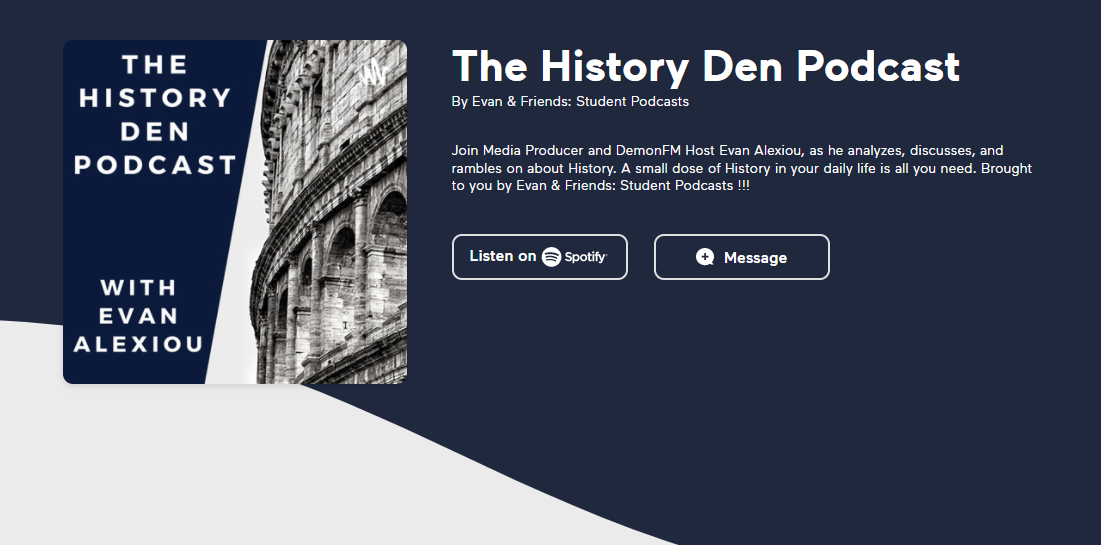 THE
HISTORY
DEN
PODCAST
WITH
EVAN
ALEXIOU
The History Den Podcast
By Evan & Friends: Student Podcasts
Join Media Producer and DemonFM Host Evan Alexiou, as he analyzes, discusses, and
rambles on about History. A small dose of History in your daily life is all you need. Brought
to you by Evan & Friends: Student Podcasts !!!
Listen on Spotify
Message